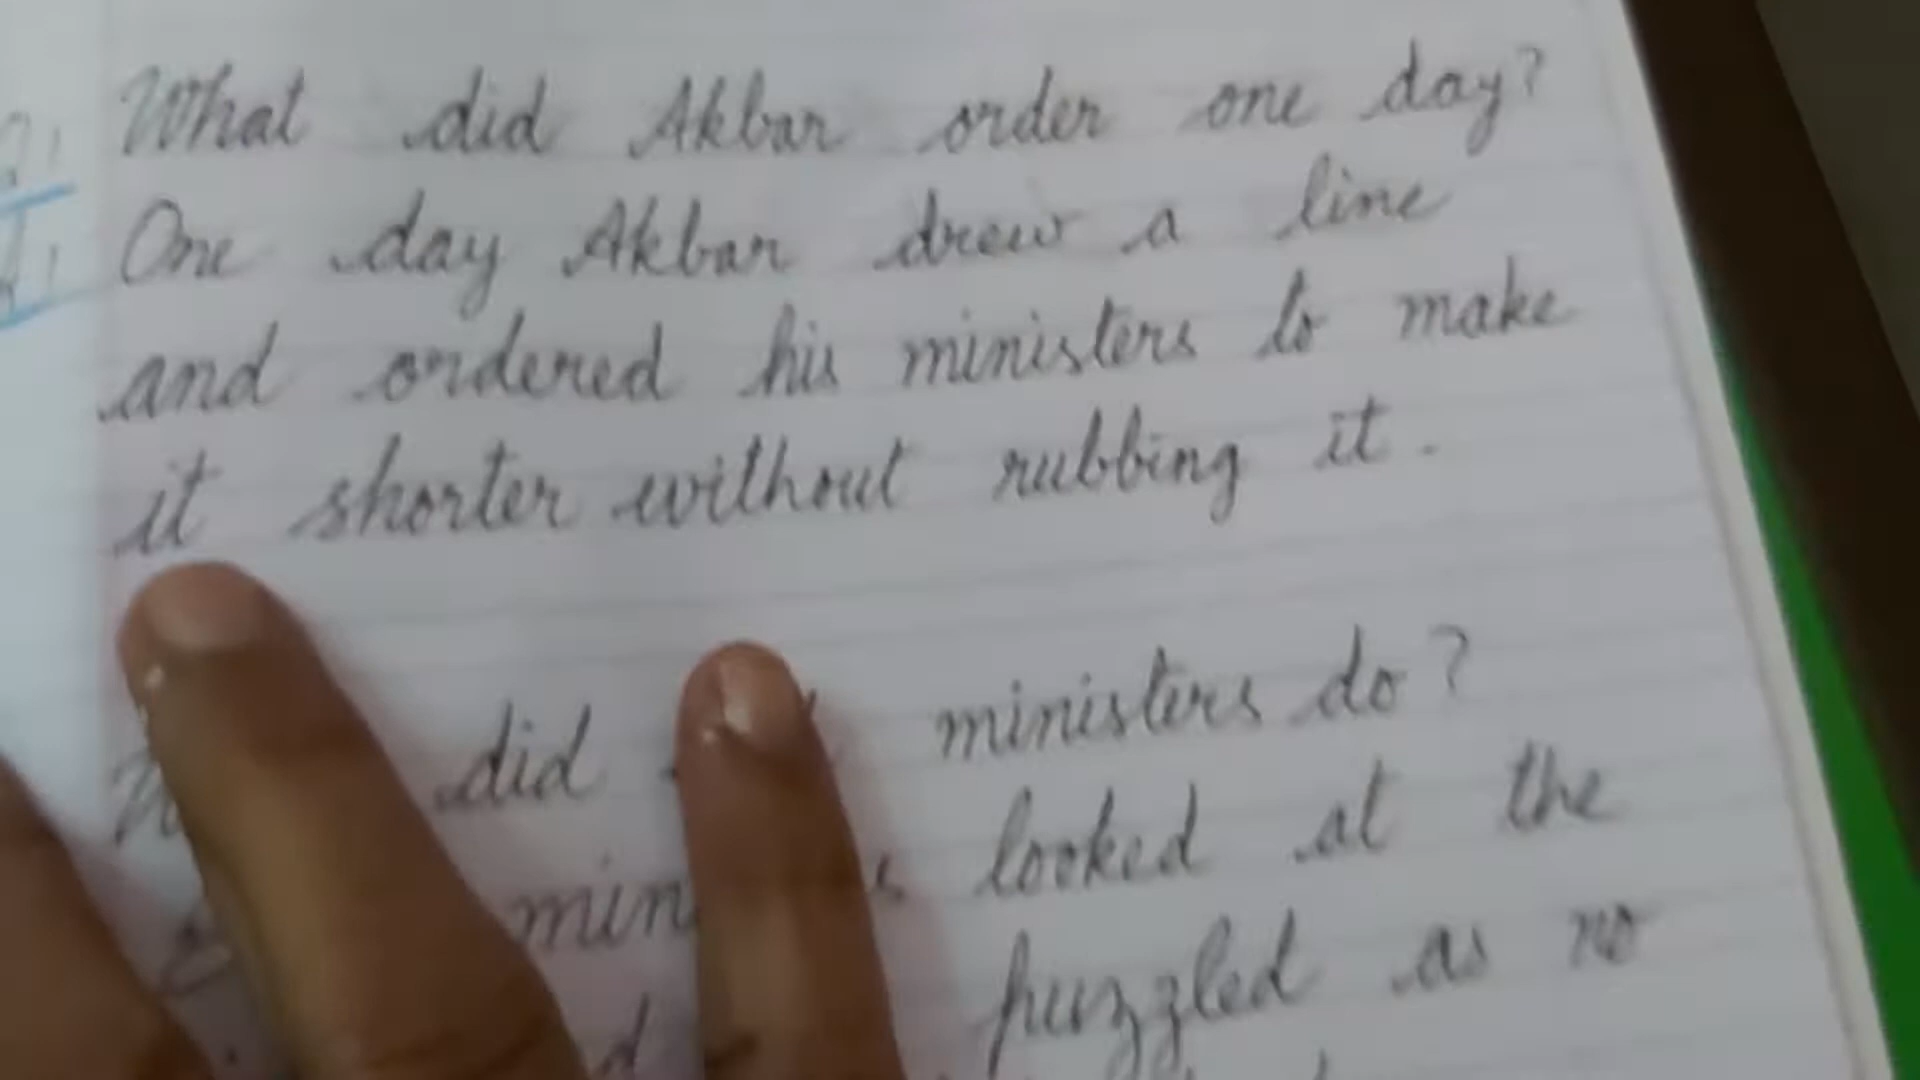 What did Akbar order one day?
One day Akbar drew a line
and ordered his ministers to make
it shorter without rubbing it.
did ministers do?
looked at the
puzzled as no